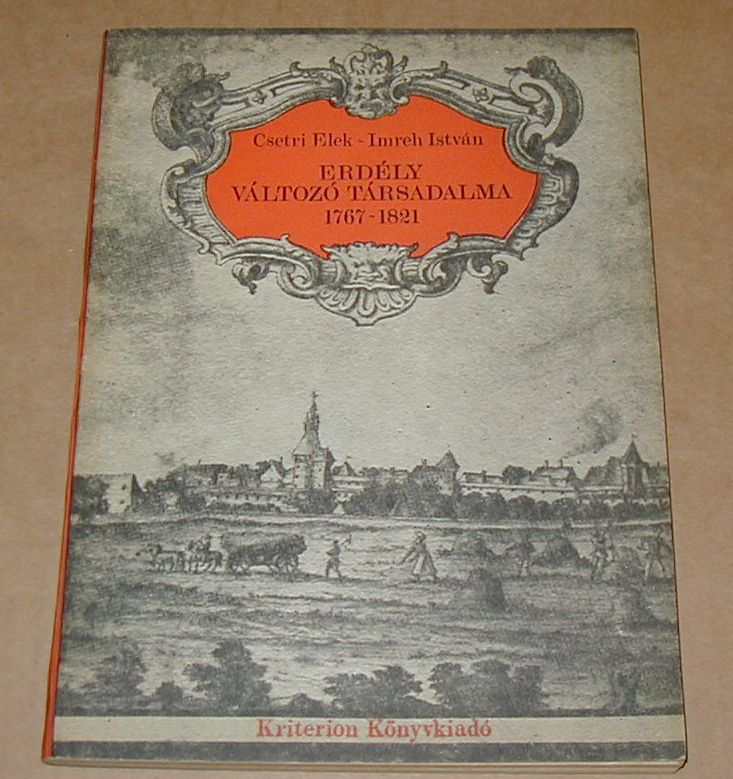 Csetri Elek ~ Imreh István
ERDÉLY
VÁLTOZÓ TÁRSADALMA
1767 ~ 1821
Kriterion Könyvkiadó